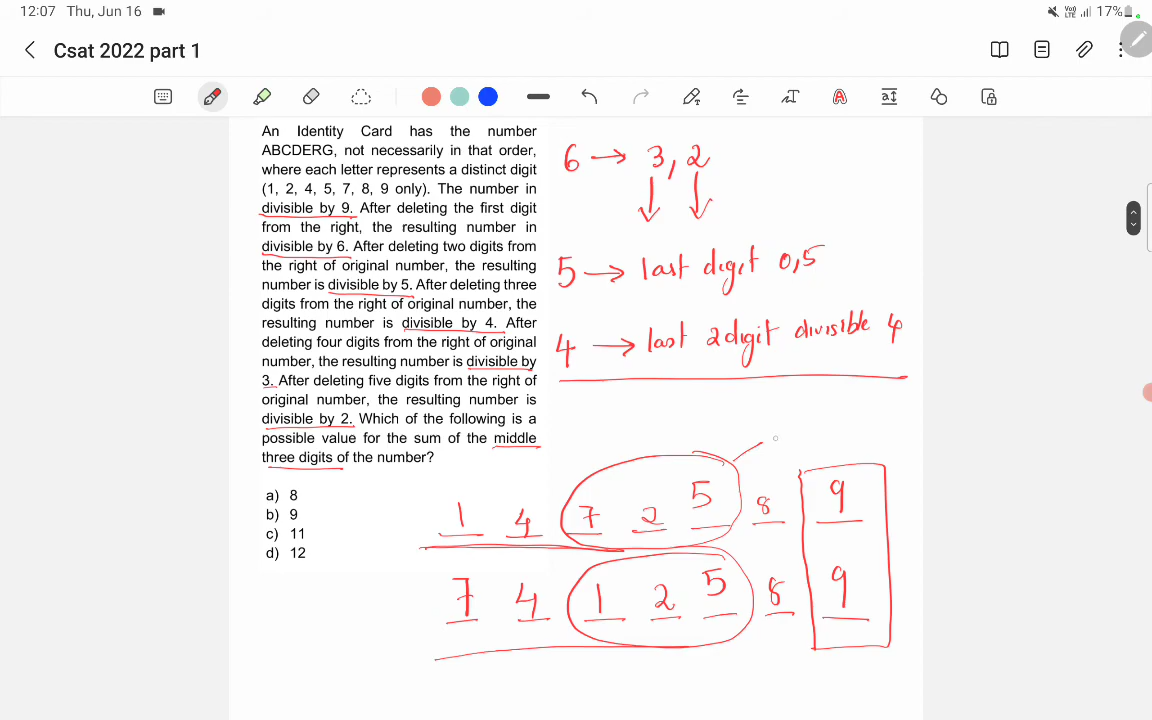 12:07 Thu, Jun 16 17%
Csat 2022 part 1
An Identity Card has the number
ABCDERG, not necessarily in that order,
where each letter represents a distinct digit
(1, 2, 4, 5, 7, 8, 9 only). The number in
divisible by 9. After deleting the first digit
from the right, the resulting number in
divisible by 6. After deleting two digits from
the right of original number, the resulting
number is divisible by 5. After deleting three
digits from the right of original number, the
resulting number is divisible by 4. After
deleting four digits from the right of original
number, the resulting number is divisible by
3. After deleting five digits from the right of
original number, the resulting number is
divisible by 2. Which of the following is a
possible value for the sum of the middle
three digits of the number?
a) 8
b) 9
c) 11
d) 12
6 → 3, 2
5 → last digit 0,5
4 → last 2digit divisible 4
1 4 7 2 5 8 9
7 4 1 2 5 8 9